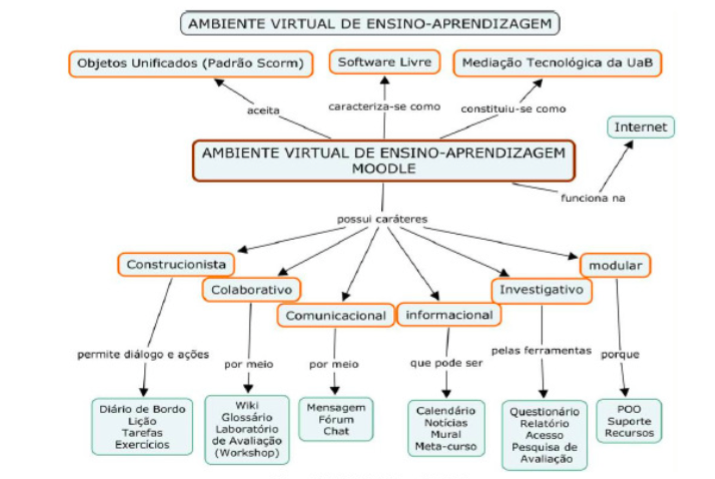 AMBIENTE VIRTUAL DE ENSINO-APRENDIZAGEM
Objetos Unificados (Padrão Scorm)
Software Livre
Mediação Tecnológica da UaB
aceita
caracteriza-se como
constituiu-se como
Internet
AMBIENTE VIRTUAL DE ENSINO-APRENDIZAGEM
MOODLE
funciona na
possui caráteres
Construcionista
Colaborativo
Comunicacional
informacional
Investigativo
modular
permite diálogo e ações
por meio
por meio
que pode ser
pelas ferramentas
porque
Diário de Bordo
Lição
Tarefas
Exercícios
Wiki
Glossário
Laboratório
de Avaliação
(Workshop)
Mensagem
Fórum
Chat
Calendário
Notícias
Mural
Meta-curso
Questionário
Relatório
Acesso
Pesquisa de
Avaliação
POO
Suporte
Recursos